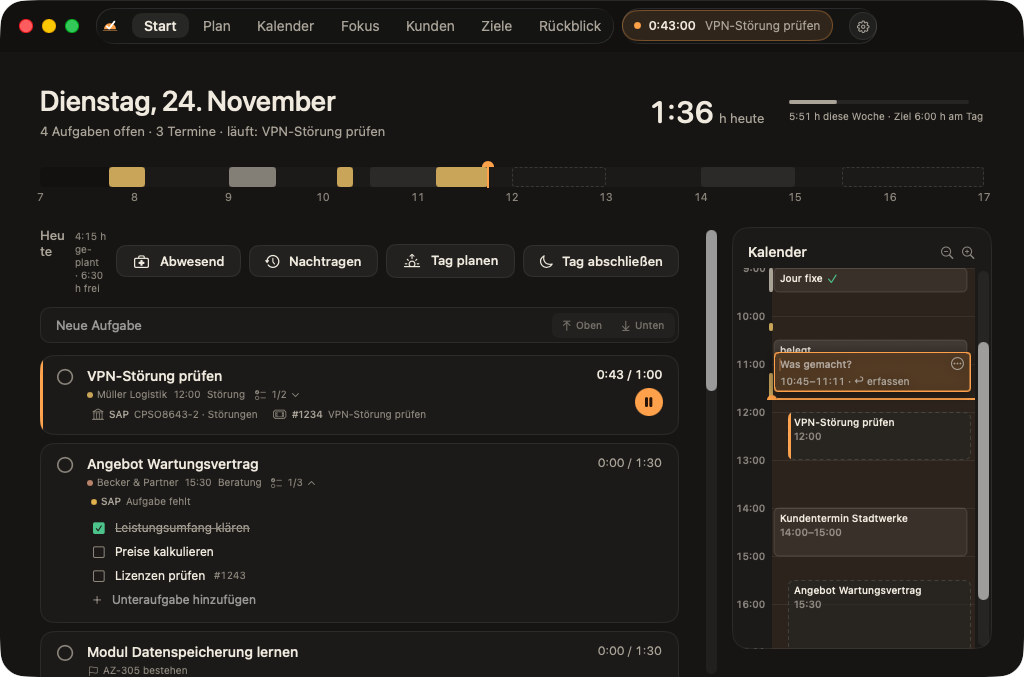 Start
Plan
Kalender
Fokus
Kunden
Ziele
Rückblick
0:43:00 VPN-Störung prüfen
Dienstag, 24. November
4 Aufgaben offen · 3 Termine · läuft: VPN-Störung prüfen
1:36 h heute
5:51 h diese Woche · Ziel 6:00 h am Tag
7 8 9 10 11 12 13 14 15 16 17
Heu
te
4:15 h
ge-
plant
· 6:30
h frei
Abwesend
Nachtragen
Tag planen
Tag abschließen
Neue Aufgabe
Oben
Unten
VPN-Störung prüfen
0:43 / 1:00
Müller Logistik 12:00 Störung 1/2
SAP CPSO8643-2 · Störungen #1234 VPN-Störung prüfen
Angebot Wartungsvertrag
0:00 / 1:30
Becker & Partner 15:30 Beratung 1/3
SAP Aufgabe fehlt
Leistungsumfang klären
Preise kalkulieren
Lizenzen prüfen #1243
+ Unteraufgabe hinzufügen
Modul Datenspeicherung lernen
0:00 / 1:30
AZ-305 bestehen
Kalender
9:00
Jour fixe ✓
10:00
belegt
11:00
Was gemacht?
10:45–11:11 · ↩ erfassen
12:00
VPN-Störung prüfen
12:00
13:00
14:00
Kundentermin Stadtwerke
14:00–15:00
15:00
Angebot Wartungsvertrag
15:30
16:00